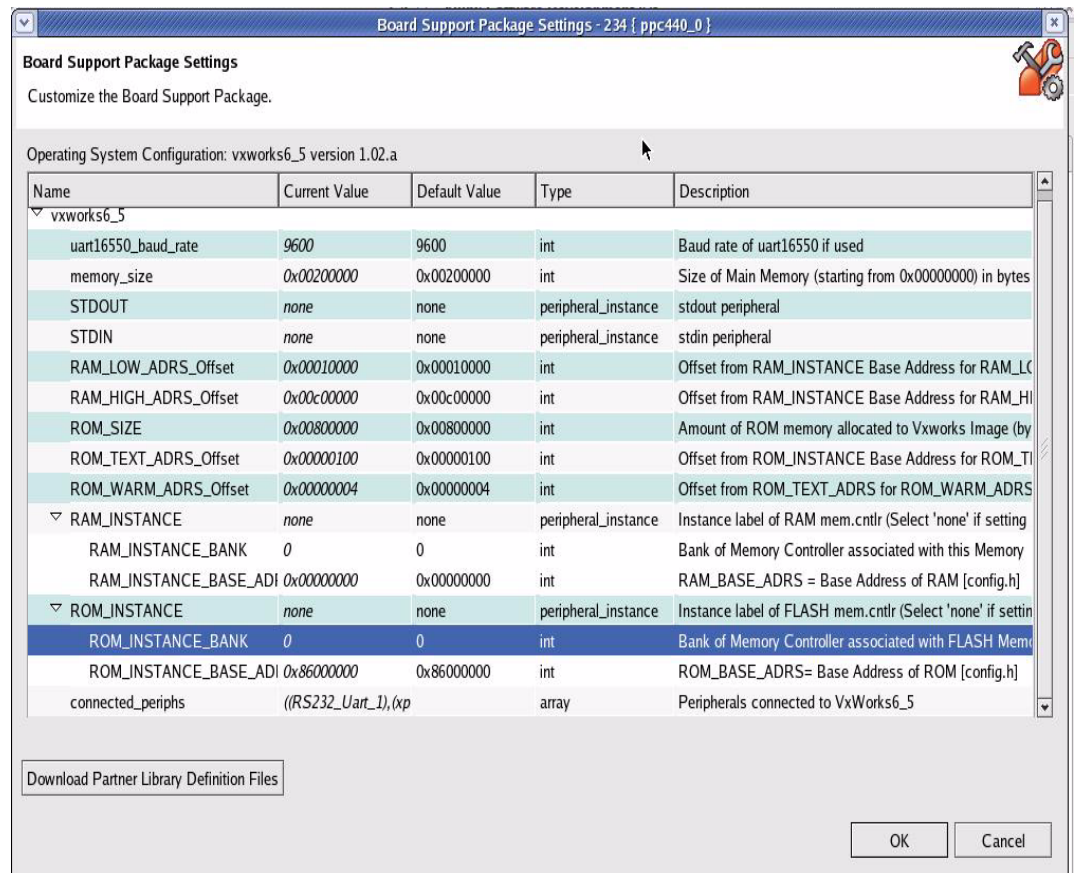 Board Support Package Settings - 234 { ppc440_0 }
Board Support Package Settings
Customize the Board Support Package.
Operating System Configuration: vxworks6_5 version 1.02.a
Name Current Value Default Value Type Description
vxworks6_5
uart16550_baud_rate 9600 9600 int Baud rate of uart16550 if used
memory_size 0x00200000 0x00200000 int Size of Main Memory (starting from 0x00000000) in bytes
STDOUT none none peripheral_instance stdout peripheral
STDIN none none peripheral_instance stdin peripheral
RAM_LOW_ADRS_Offset 0x00010000 0x00010000 int Offset from RAM_INSTANCE Base Address for RAM_LO
RAM_HIGH_ADRS_Offset 0x00c00000 0x00c00000 int Offset from RAM_INSTANCE Base Address for RAM_HI
ROM_SIZE 0x00800000 0x00800000 int Amount of ROM memory allocated to Vxworks Image (by
ROM_TEXT_ADRS_Offset 0x00000100 0x00000100 int Offset from ROM_INSTANCE Base Address for ROM_TI
ROM_WARM_ADRS_Offset 0x00000004 0x00000004 int Offset from ROM_TEXT_ADRS for ROM_WARM_ADRS
RAM_INSTANCE none none peripheral_instance Instance label of RAM mem.cntlr (Select 'none' if setting
RAM_INSTANCE_BANK 0 0 int Bank of Memory Controller associated with this Memory
RAM_INSTANCE_BASE_ADI 0x00000000 0x00000000 int RAM_BASE_ADRS = Base Address of RAM [config.h]
ROM_INSTANCE none none peripheral_instance Instance label of FLASH mem.cntlr (Select 'none' if settin
ROM_INSTANCE_BANK 0 0 int Bank of Memory Controller associated with FLASH Memo
ROM_INSTANCE_BASE_ADI 0x86000000 0x86000000 int ROM_BASE_ADRS= Base Address of ROM [config.h]
connected_periphs ((RS232_Uart_1),(xp array Peripherals connected to VxWorks6_5
Download Partner Library Definition Files
OK Cancel